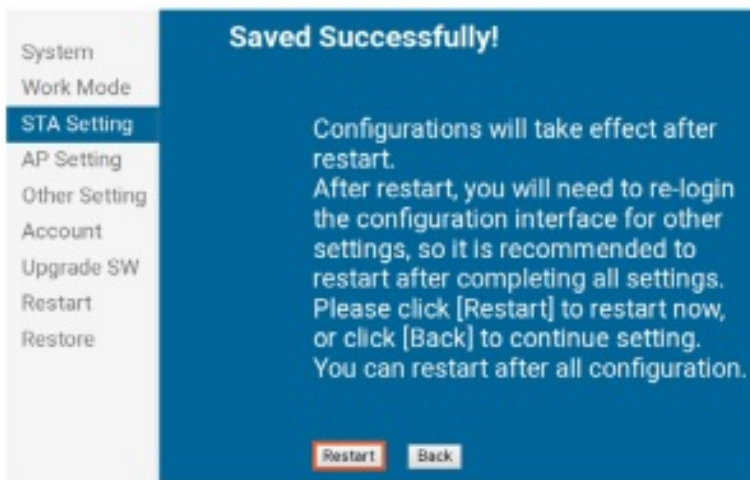 System
Work Mode
STA Setting
AP Setting
Other Setting
Account
Upgrade SW
Restart
Restore
Saved Successfully!
Configurations will take effect after
restart.
After restart, you will need to re-login
the configuration interface for other
settings, so it is recommended to
restart after completing all settings.
Please click [Restart] to restart now,
or click [Back] to continue setting.
You can restart after all configuration.
Restart
Back